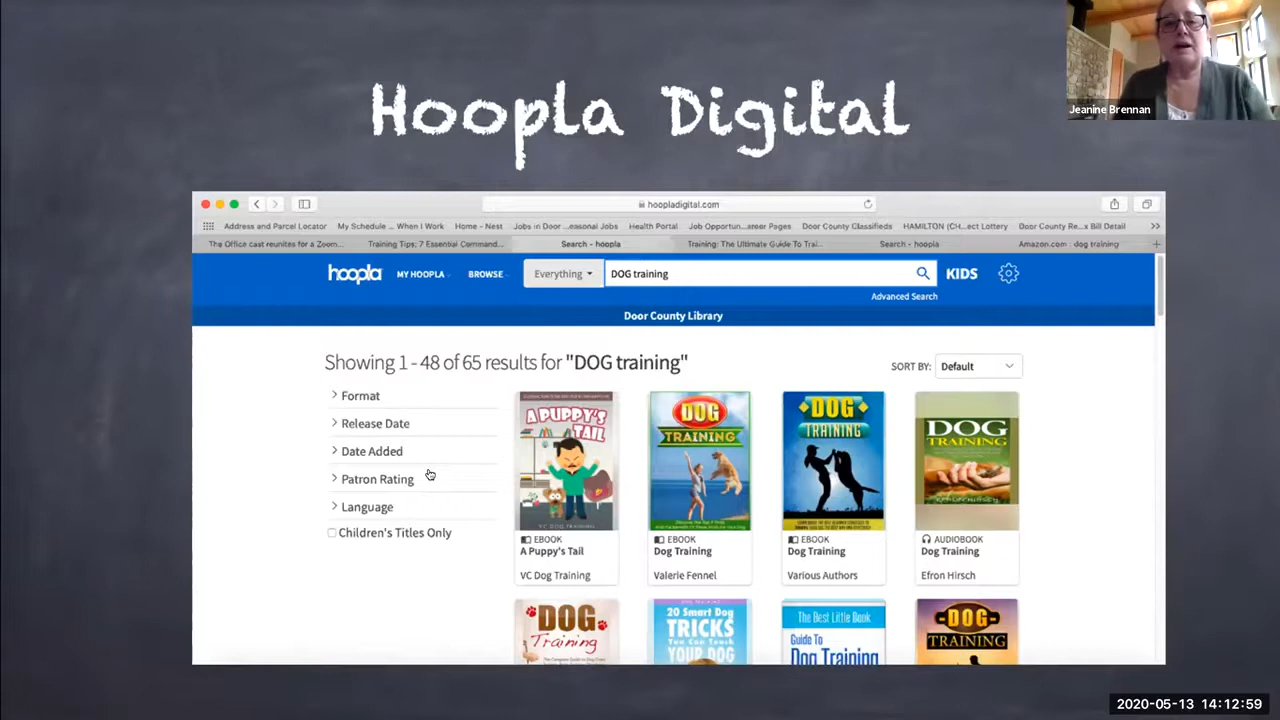 Hoopla Digital
Jeanine Brennan
hoopladigital.com
Address and Parcel Locator My Schedule ... When I Work Home - Nest Jobs in Door ...easonal Jobs Health Portal Job Opportun...areer Pages Door County Classifieds HAMILTON (CH...ect Lottery Door County Re...x Bill Detail
The Office cast reunites for a Zoom... Training Tips: 7 Essential Command... Search - hoopla Training: The Ultimate Guide To Trai... Search - hoopla Amazon.com : dog training
hoopla MY HOOPLA BROWSE Everything DOG training KIDS
Advanced Search
Door County Library
Showing 1 - 48 of 65 results for "DOG training"
SORT BY: Default
Format
Release Date
Date Added
Patron Rating
Language
Children's Titles Only
A PUPPY'S TAIL
VC DOG TRAINING
EBOOK
A Puppy's Tail
VC Dog Training
DOG
TRAINING
EBOOK
Dog Training
Valerie Fennel
DOG
TRAINING
EBOOK
Dog Training
Various Authors
DOG
TRAINING
AUDIOBOOK
Dog Training
Efron Hirsch
DOG
Training
20 Smart Dog
TRICKS
You Can Teach
YOUR DOG
The Best Little Book
Guide To
Dog Training
DOG
TRAINING
2020-05-13 14:12:59